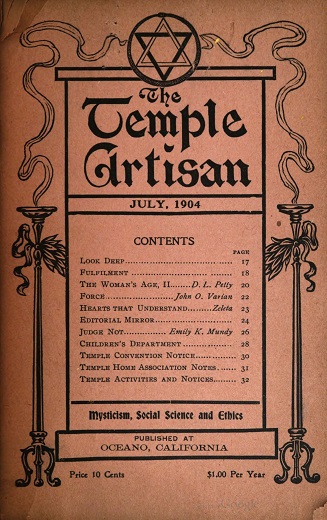 The
Temple
Artisan
JULY, 1904
CONTENTS
PAGE
LOOK DEEP ........................ 17
FULFILMENT ........................ 18
THE WOMAN'S AGE, II.......D. L. Petty 20
FORCE ....................John O. Varian 22
HEARTS THAT UNDERSTAND.........Zeleta 23
EDITORIAL MIRROR.................... 24
JUDGE NOT..............Emily K. Mundy 26
CHILDREN'S DEPARTMENT .............. 28
TEMPLE CONVENTION NOTICE........... 30
TEMPLE HOME ASSOCIATION NOTES...... 31
TEMPLE ACTIVITIES AND NOTICES....... 32
Mysticism, Social Science and Ethics
PUBLISHED AT
OCEANO, CALIFORNIA
Price 10 Cents
$1.00 Per Year